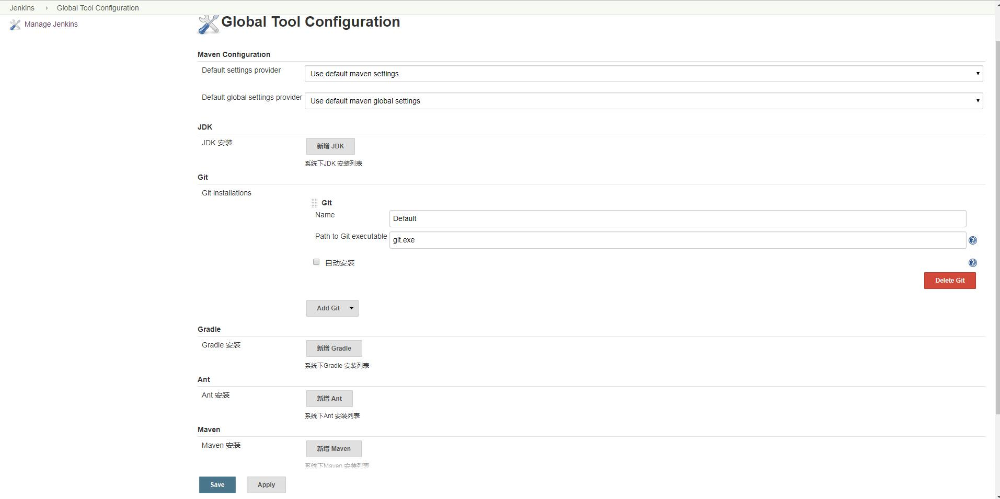 Jenkins Global Tool Configuration
Manage Jenkins
Global Tool Configuration
Maven Configuration
Default settings provider
Use default maven settings
Default global settings provider
Use default maven global settings
JDK
JDK 安装
新增 JDK
系统下JDK 安装列表
Git
Git installations
Git
Name
Default
Path to Git executable
git.exe
自动安装
Delete Git
Add Git
Gradle
Gradle 安装
新增 Gradle
系统下Gradle 安装列表
Ant
Ant 安装
新增 Ant
系统下Ant 安装列表
Maven
Maven 安装
新增 Maven
系统下Maven 安装列表
Save Apply